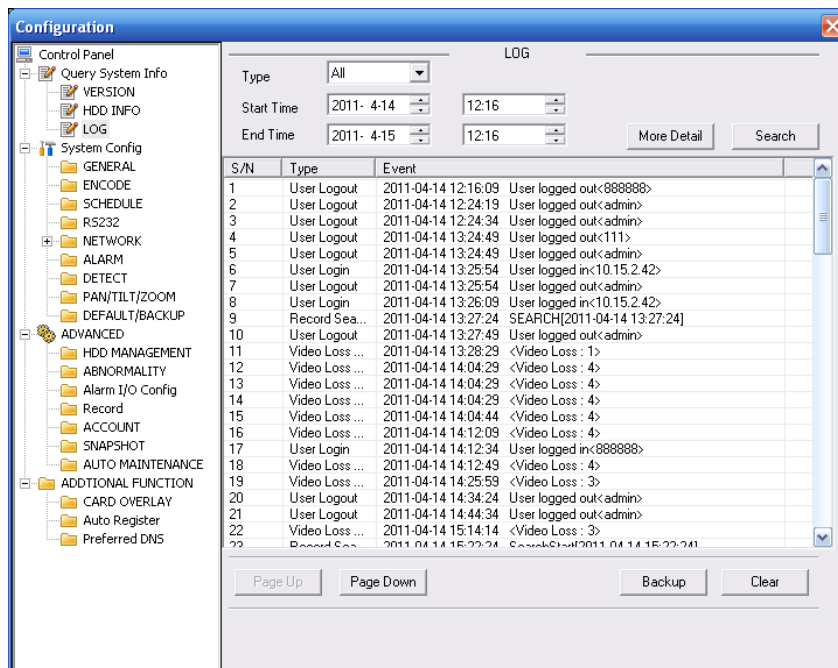 Configuration
Control Panel
Query System Info
VERSION
HDD INFO
LOG
System Config
GENERAL
ENCODE
SCHEDULE
RS232
NETWORK
ALARM
DETECT
PAN/TILT/ZOOM
DEFAULT/BACKUP
ADVANCED
HDD MANAGEMENT
ABNORMALITY
Alarm I/O Config
Record
ACCOUNT
SNAPSHOT
AUTO MAINTENANCE
ADDTIONAL FUNCTION
CARD OVERLAY
Auto Register
Preferred DNS
LOG
Type All
Start Time 2011- 4-14 12:16
End Time 2011- 4-15 12:16 More Detail Search
S/N Type Event
1 User Logout 2011-04-14 12:16:09 User logged out<888888>
2 User Logout 2011-04-14 12:24:19 User logged out<admin>
3 User Logout 2011-04-14 12:24:34 User logged out<admin>
4 User Logout 2011-04-14 13:24:49 User logged out<111>
5 User Logout 2011-04-14 13:24:49 User logged out<admin>
6 User Login 2011-04-14 13:25:54 User logged in<10.15.2.42>
7 User Logout 2011-04-14 13:25:54 User logged out<admin>
8 User Login 2011-04-14 13:26:09 User logged in<10.15.2.42>
9 Record Sea... 2011-04-14 13:27:24 SEARCH[2011-04-14 13:27:24]
10 User Logout 2011-04-14 13:27:49 User logged out<admin>
11 Video Loss ... 2011-04-14 13:28:29 <Video Loss : 1>
12 Video Loss ... 2011-04-14 14:04:29 <Video Loss : 4>
13 Video Loss ... 2011-04-14 14:04:29 <Video Loss : 4>
14 Video Loss ... 2011-04-14 14:04:29 <Video Loss : 4>
15 Video Loss ... 2011-04-14 14:04:44 <Video Loss : 4>
16 Video Loss ... 2011-04-14 14:12:09 <Video Loss : 4>
17 User Login 2011-04-14 14:12:34 User logged in<888888>
18 Video Loss ... 2011-04-14 14:12:49 <Video Loss : 4>
19 Video Loss ... 2011-04-14 14:25:59 <Video Loss : 3>
20 User Logout 2011-04-14 14:34:24 User logged out<admin>
21 User Logout 2011-04-14 14:44:34 User logged out<admin>
22 Video Loss ... 2011-04-14 15:14:14 <Video Loss : 3>
23 Record Sea... 2011-04-14 15:22:24 SearchStart[2011-04-14 15:22:24]
Page Up Page Down Backup Clear